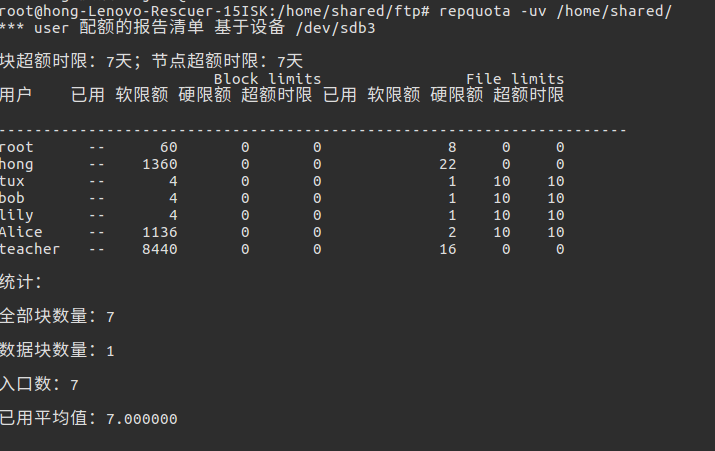 root@hong-Lenovo-Rescuer-15ISK:/home/shared/ftp# repquota -uv /home/shared/
*** user 配额的报告清单 基于设备 /dev/sdb3
块超额时限：7天；节点超额时限：7天
Block limits File limits
用户 已用 软限额 硬限额 超额时限 已用 软限额 硬限额 超额时限
----------------------------------------------------------------------
root -- 60 0 0 8 0 0
hong -- 1360 0 0 22 0 0
tux -- 4 0 0 1 10 10
bob -- 4 0 0 1 10 10
lily -- 4 0 0 1 10 10
Alice -- 1136 0 0 2 10 10
teacher -- 8440 0 0 16 0 0
统计：
全部块数量：7
数据块数量：1
入口数：7
已用平均值：7.000000